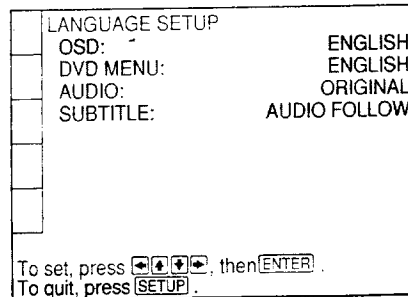 LANGUAGE SETUP
OSD: ENGLISH
DVD MENU: ENGLISH
AUDIO: ORIGINAL
SUBTITLE: AUDIO FOLLOW
To set, press ←↑↓→, then ENTER .
To quit, press SETUP .